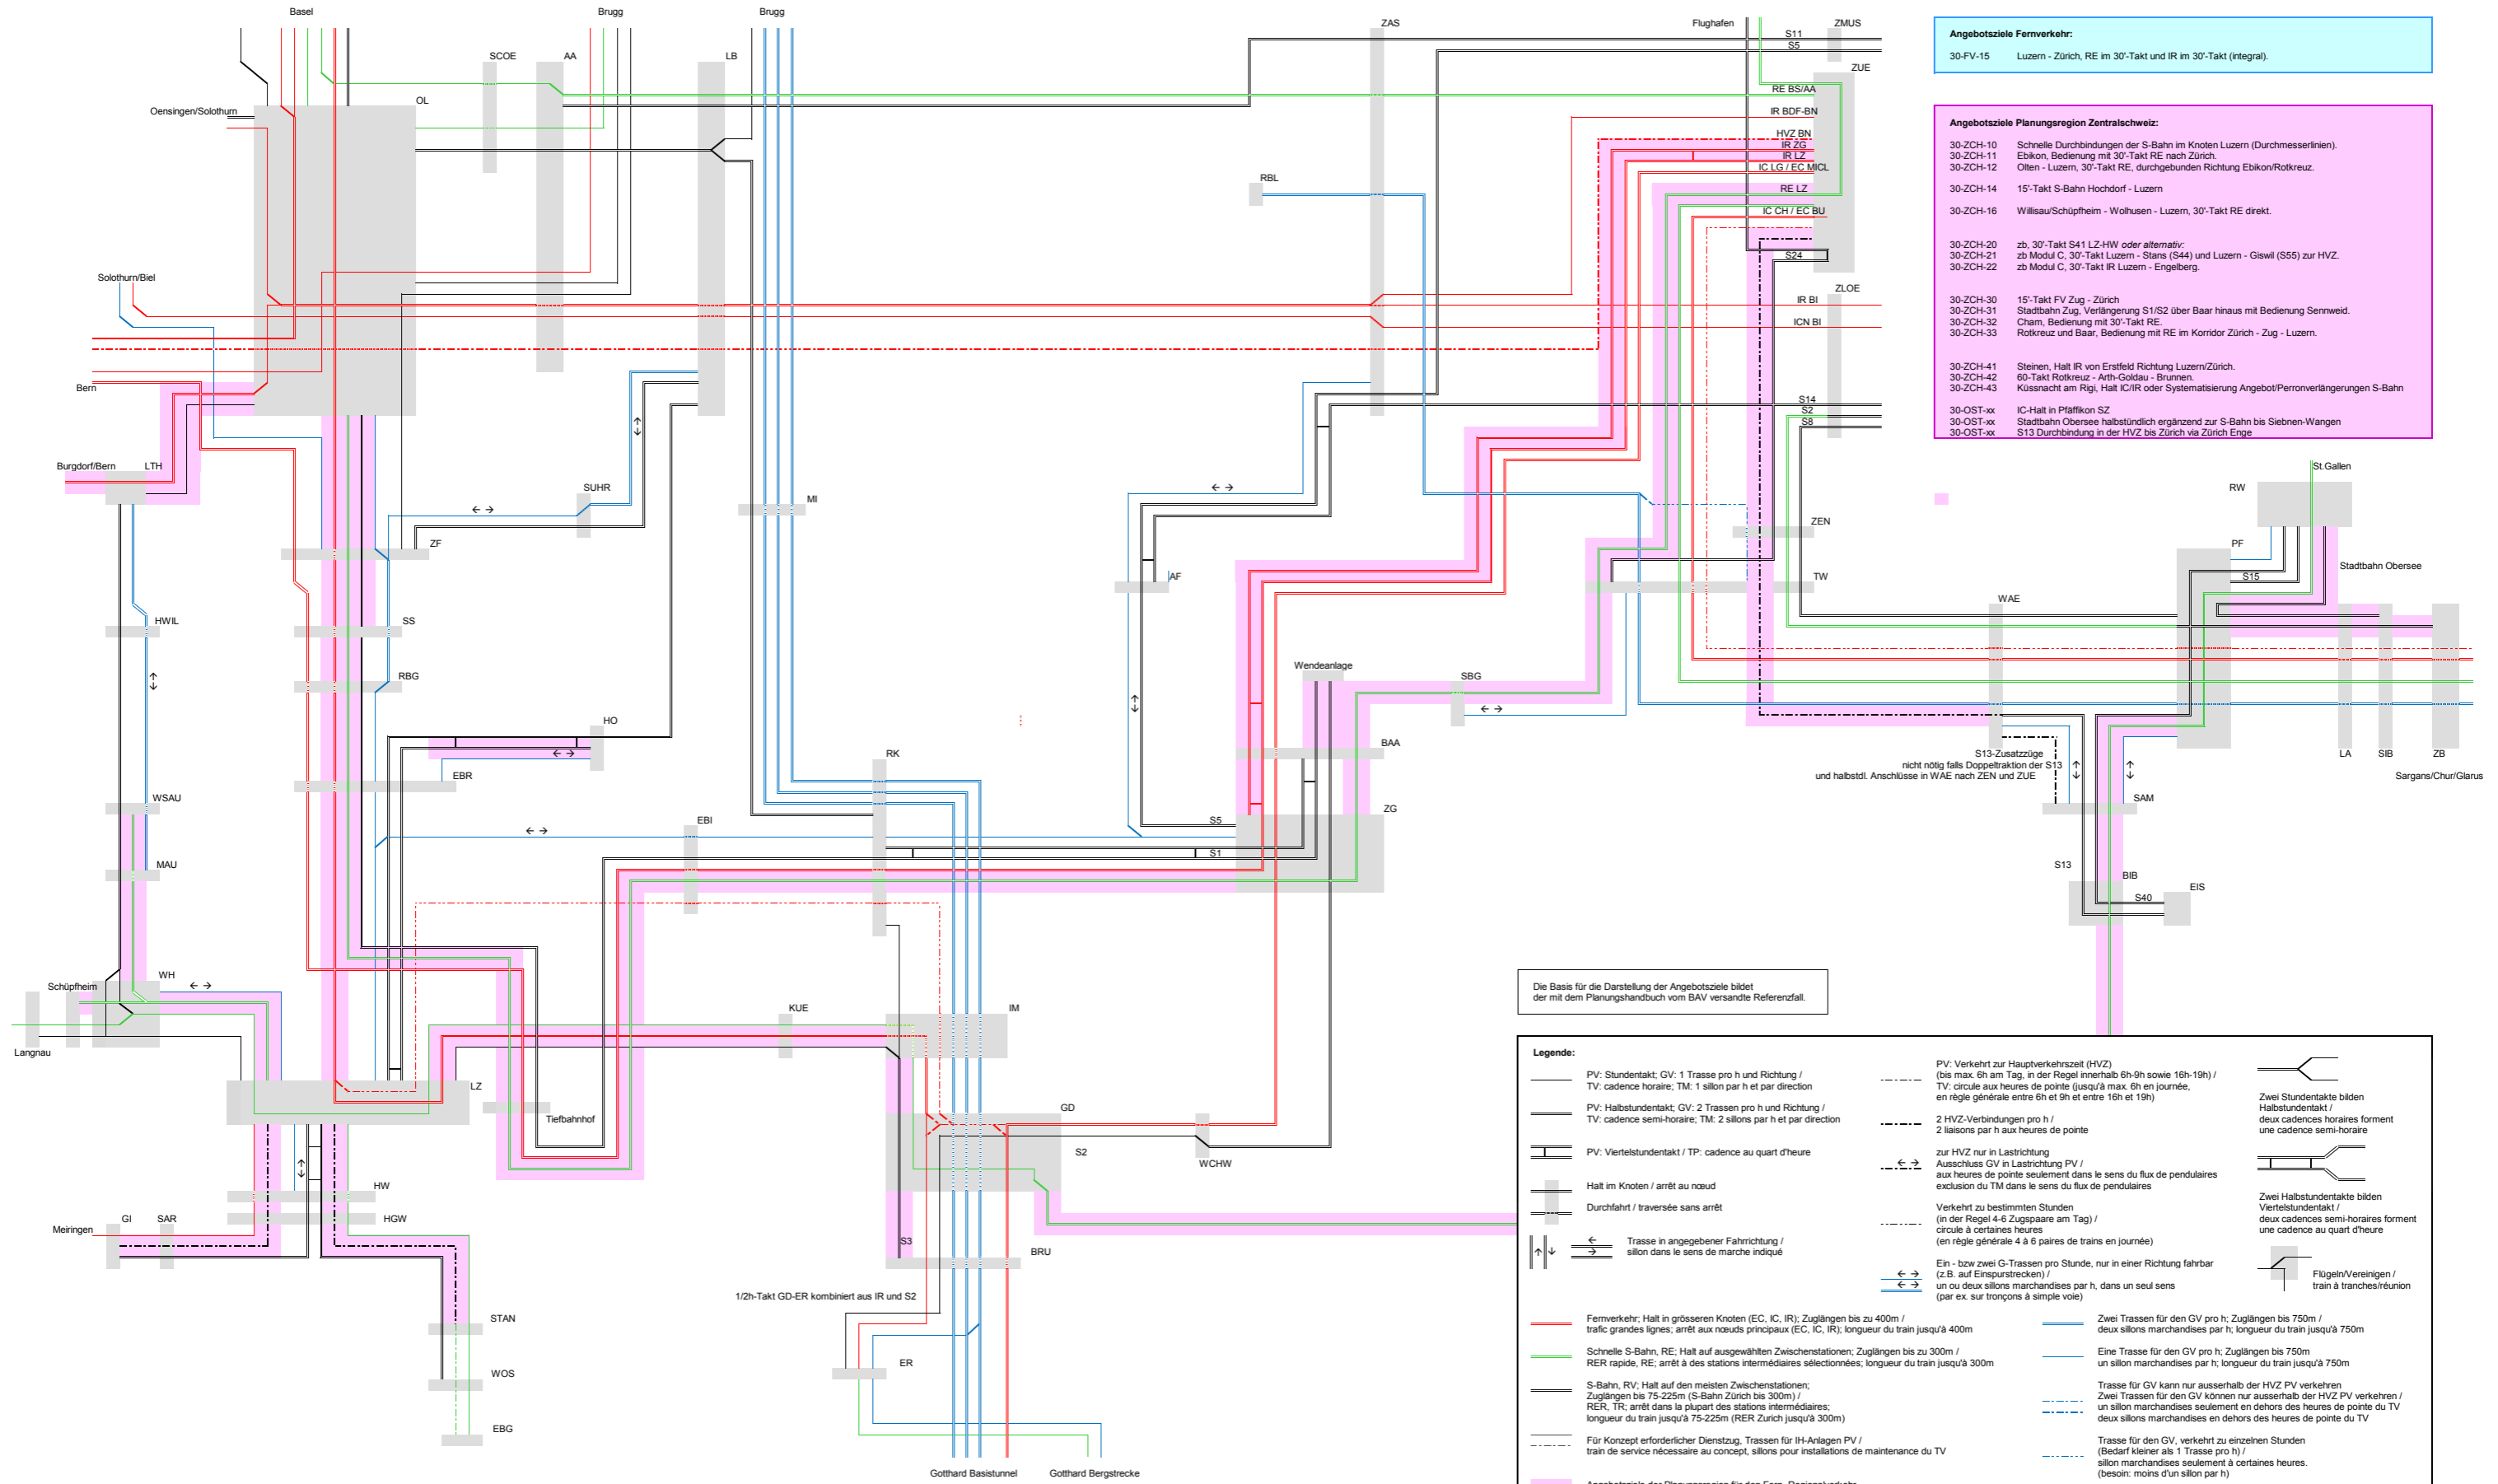 Basel
Brugg
Brugg
ZAS
Flughafen
ZMUS
S11
S5
SCOE
AA
LB
ZUE
OL
RE BS/AA
Oensingen/Solothurn
IR BDF-BN
HVZ BN
IR ZG
IR LZ
IC LG / EC MICL
RBL
RE LZ
IC CH / EC BU
S24
Solothurn/Biel
ZLOE
IR BI
ICN BI
Bern
S14
S2
S8
Angebotsziele Fernverkehr:
30-FV-15 Luzern - Zürich, RE im 30'-Takt und IR im 30'-Takt (integral).
Angebotsziele Planungsregion Zentralschweiz:
30-ZCH-10 Schnelle Durchbindungen der S-Bahn im Knoten Luzern (Durchmesserlinien).
30-ZCH-11 Ebikon, Bedienung mit 30'-Takt RE nach Zürich.
30-ZCH-12 Olten - Luzern, 30'-Takt RE, durchgebunden Richtung Ebikon/Rotkreuz.
30-ZCH-14 15'-Takt S-Bahn Hochdorf - Luzern
30-ZCH-16 Willisau/Schüpfheim - Wolhusen - Luzern, 30'-Takt RE direkt.
30-ZCH-20 zb, 30'-Takt S41 LZ-HW oder alternativ:
30-ZCH-21 zb Modul C, 30'-Takt Luzern - Stans (S44) und Luzern - Giswil (S55) zur HVZ.
30-ZCH-22 zb Modul C, 30'-Takt IR Luzern - Engelberg.
30-ZCH-30 15'-Takt FV Zug - Zürich
30-ZCH-31 Stadtbahn Zug, Verlängerung S1/S2 über Baar hinaus mit Bedienung Sennweid.
30-ZCH-32 Cham, Bedienung mit 30'-Takt RE.
30-ZCH-33 Rotkreuz und Baar, Bedienung mit RE im Korridor Zürich - Zug - Luzern.
30-ZCH-41 Steinen, Halt IR von Erstfeld Richtung Luzern/Zürich.
30-ZCH-42 60-Takt Rotkreuz - Arth-Goldau - Brunnen.
30-ZCH-43 Küssnacht am Rigi, Halt IC/IR oder Systematisierung Angebot/Perronverlängerungen S-Bahn
30-OST-xx IC-Halt in Pfäffikon SZ
30-OST-xx Stadtbahn Obersee halbstündlich ergänzend zur S-Bahn bis Siebnen-Wangen
30-OST-xx S13 Durchbindung in der HVZ bis Zürich via Zürich Enge
Burgdorf/Bern
LTH
SUHR
MI
St.Gallen
RW
ZF
ZEN
PF
AF
TW
S15
Stadtbahn Obersee
HWIL
SS
WAE
RBG
Wendeanlage
SBG
HO
RK
BAA
EBR
S13-Zusatzzüge
nicht nötig falls Doppeltraktion der S13
und halbstdl. Anschlüsse in WAE nach ZEN und ZUE
LA
SIB
ZB
Sargans/Chur/Glarus
WSAU
EBI
S5
ZG
SAM
S1
MAU
S13
BIB
EIS
S40
Schüpfheim
WH
KUE
IM
Langnau
LZ
Tiefbahnhof
GD
S2
WCHW
HW
HGW
Meiringen
GI
SAR
S3
BRU
1/2h-Takt GD-ER kombiniert aus IR und S2
STAN
ER
WOS
EBG
Gotthard Basistunnel
Gotthard Bergstrecke
Die Basis für die Darstellung der Angebotsziele bildet
der mit dem Planungshandbuch vom BAV versandte Referenzfall.
Legende:
PV: Stundentakt; GV: 1 Trasse pro h und Richtung /
TV: cadence horaire; TM: 1 sillon par h et par direction
PV: Halbstundentakt; GV: 2 Trassen pro h und Richtung /
TV: cadence semi-horaire; TM: 2 sillons par h et par direction
PV: Viertelstundentakt / TP: cadence au quart d'heure
Halt im Knoten / arrêt au nœud
Durchfahrt / traversée sans arrêt
Trasse in angegebener Fahrrichtung /
sillon dans le sens de marche indiqué
PV: Verkehr zur Hauptverkehrszeit (HVZ)
(bis max. 6h am Tag, in der Regel innerhalb 6h-9h sowie 16h-19h) /
TV: circule aux heures de pointe (jusqu'à max. 6h en journée,
en règle générale entre 6h et 9h et entre 16h et 19h)
2 HVZ-Verbindungen pro h /
2 liaisons par h aux heures de pointe
zur HVZ nur in Lastrichtung
Ausschluss GV in Lastrichtung PV /
aux heures de pointe seulement dans le sens du flux de pendulaires
exclusion du TM dans le sens du flux de pendulaires
Verkehrt zu bestimmten Stunden
(in der Regel 4-6 Zugspaare am Tag) /
circule à certaines heures
(en règle générale 4 à 6 paires de trains en journée)
Ein - bzw zwei G-Trassen pro Stunde, nur in einer Richtung fahrbar
(z.B. auf Einspurstrecken) /
un ou deux sillons marchandises par h, dans un seul sens
(par ex. sur tronçons à simple voie)
Zwei Stundentakte bilden
Halbstundentakt /
deux cadences horaires forment
une cadence semi-horaire
Zwei Halbstundentakte bilden
Viertelstundentakt /
deux cadences semi-horaires forment
une cadence au quart d'heure
Flügeln/Vereinigen /
train à tranches/réunion
Fernverkehr; Halt in grösseren Knoten (EC, IC, IR); Zuglängen bis zu 400m /
trafic grandes lignes; arrêt aux nœuds principaux (EC, IC, IR); longueur du train jusqu'à 400m
Schnelle S-Bahn, RE; Halt auf ausgewählten Zwischenstationen; Zuglängen bis zu 300m /
RER rapide, RE; arrêt à des stations intermédiaires sélectionnées; longueur du train jusqu'à 300m
S-Bahn, RV; Halt auf den meisten Zwischenstationen;
Zuglängen bis 75-225m (S-Bahn Zürich bis 300m) /
RER, TR; arrêt dans la plupart des stations intermédiaires;
longueur du train jusqu'à 75-225m (RER Zurich jusqu'à 300m)
Für Konzept erforderlicher Dienstzug, Trassen für IH-Anlagen PV /
train de service nécessaire au concept, sillons pour installations de maintenance du TV
Angebotsziele der Planungsregion für den Fern-, Regionalverkehr
Zwei Trassen für den GV pro h; Zuglängen bis 750m /
deux sillons marchandises par h; longueur du train jusqu'à 750m
Eine Trasse für den GV pro h; Zuglängen bis 750m
un sillon marchandises par h; longueur du train jusqu'à 750m
Trasse für GV kann nur ausserhalb der HVZ PV verkehren
Zwei Trassen für den GV können nur ausserhalb der HVZ PV verkehren /
un sillon marchandises seulement en dehors des heures de pointe du TV
deux sillons marchandises en dehors des heures de pointe du TV
Trasse für den GV, verkehrt zu einzelnen Stunden
(Bedarf kleiner als 1 Trasse pro h) /
sillon marchandises seulement à certaines heures.
(besoin: moins d'un sillon par h)